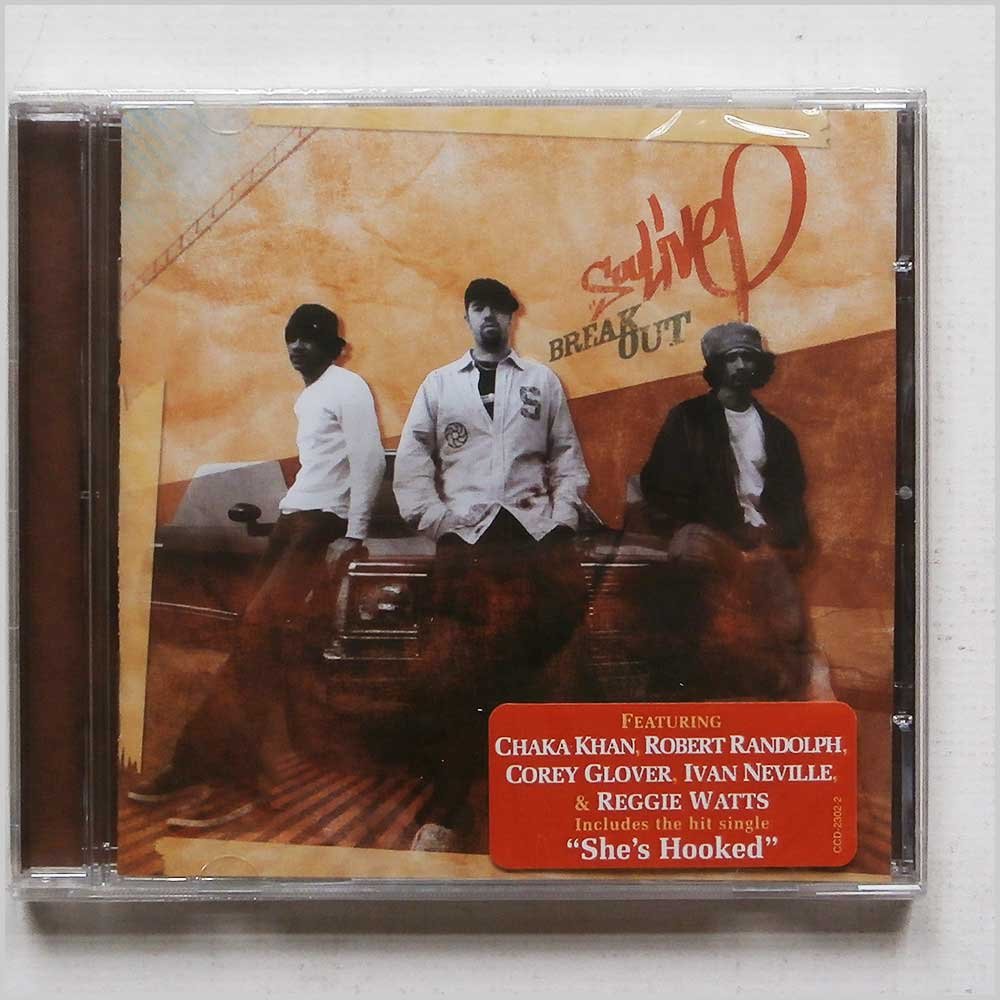 SouLive
BREAK OUT
S
FEATURING
CHAKA KHAN, ROBERT RANDOLPH,
COREY GLOVER, IVAN NEVILLE,
& REGGIE WATTS
Includes the hit single
“She's Hooked”
CCD-2302-2